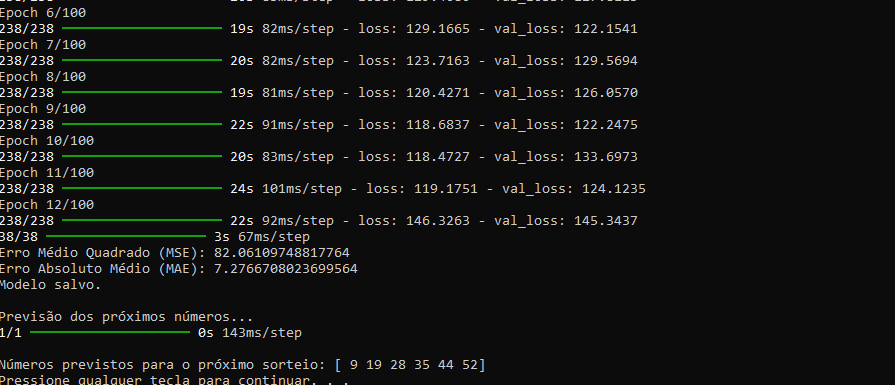 Epoch 6/100
238/238 19s 82ms/step - loss: 129.1665 - val_loss: 122.1541
Epoch 7/100
238/238 20s 82ms/step - loss: 123.7163 - val_loss: 129.5694
Epoch 8/100
238/238 19s 81ms/step - loss: 120.4271 - val_loss: 126.0570
Epoch 9/100
238/238 22s 91ms/step - loss: 118.6837 - val_loss: 122.2475
Epoch 10/100
238/238 20s 83ms/step - loss: 118.4727 - val_loss: 133.6973
Epoch 11/100
238/238 24s 101ms/step - loss: 119.1751 - val_loss: 124.1235
Epoch 12/100
238/238 22s 92ms/step - loss: 146.3263 - val_loss: 145.3437
38/38 3s 67ms/step
Erro Médio Quadrado (MSE): 82.06109748817764
Erro Absoluto Médio (MAE): 7.2766708023699564
Modelo salvo.
Previsão dos próximos números...
1/1 0s 143ms/step
Números previstos para o próximo sorteio: [ 9 19 28 35 44 52]
Pressione qualquer tecla para continuar. . .